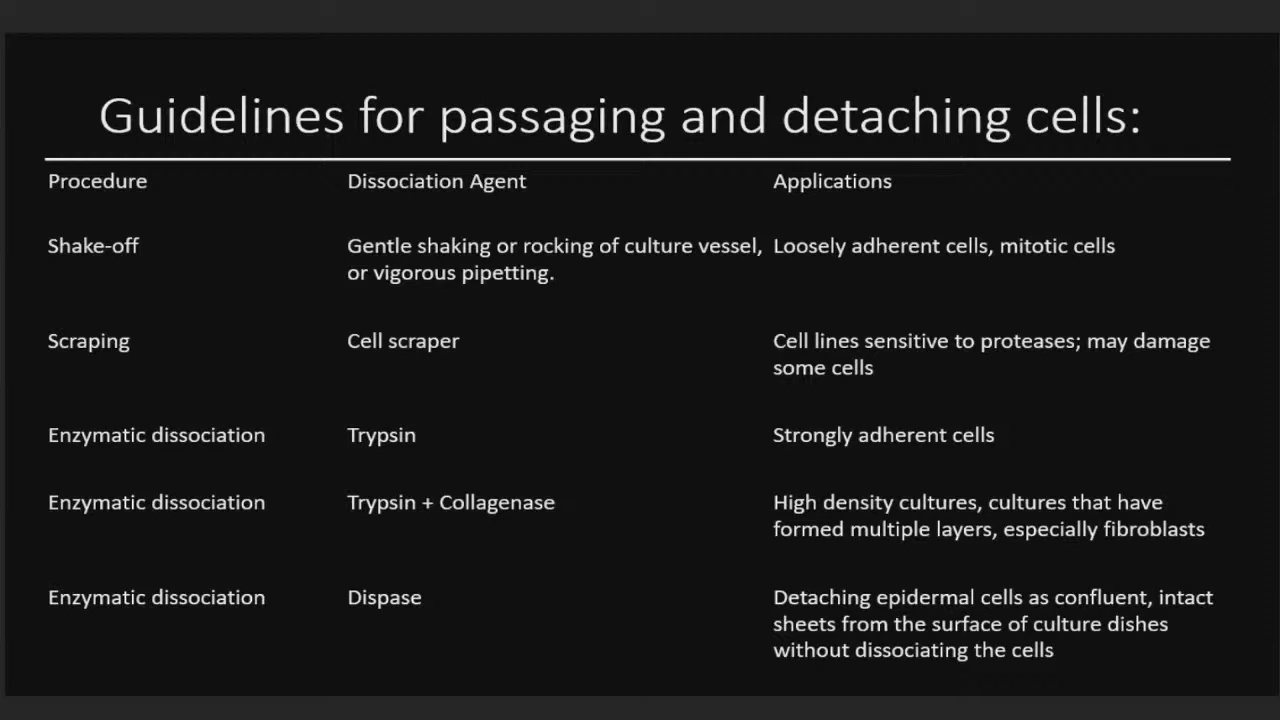 Guidelines for passaging and detaching cells:
Procedure Dissociation Agent Applications
Shake-off Gentle shaking or rocking of culture vessel, Loosely adherent cells, mitotic cells
or vigorous pipetting.
Scraping Cell scraper Cell lines sensitive to proteases; may damage
some cells
Enzymatic dissociation Trypsin Strongly adherent cells
Enzymatic dissociation Trypsin + Collagenase High density cultures, cultures that have
formed multiple layers, especially fibroblasts
Enzymatic dissociation Dispase Detaching epidermal cells as confluent, intact
sheets from the surface of culture dishes
without dissociating the cells